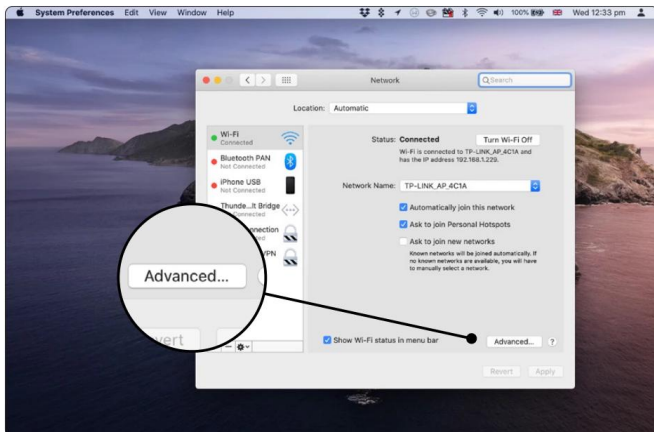 System Preferences Edit View Window Help 100% Wed 12:33 pm
Network
Search
Location: Automatic
Wi-Fi
Connected
Bluetooth PAN
Not Connected
iPhone USB
Not Connected
Thunde...lt Bridge
Connected
nnection
VPN
Status: Connected
Turn Wi-Fi Off
Wi-Fi is connected to TP-LINK_AP_4C1A and
has the IP address 192.168.1.229.
Network Name: TP-LINK_AP_4C1A
Automatically join this network
Ask to join Personal Hotspots
Ask to join new networks
Known networks will be joined automatically. If
no known networks are available, you will have
to manually select a network.
Advanced...
vert
Show Wi-Fi status in menu bar
Advanced... ?
Revert Apply